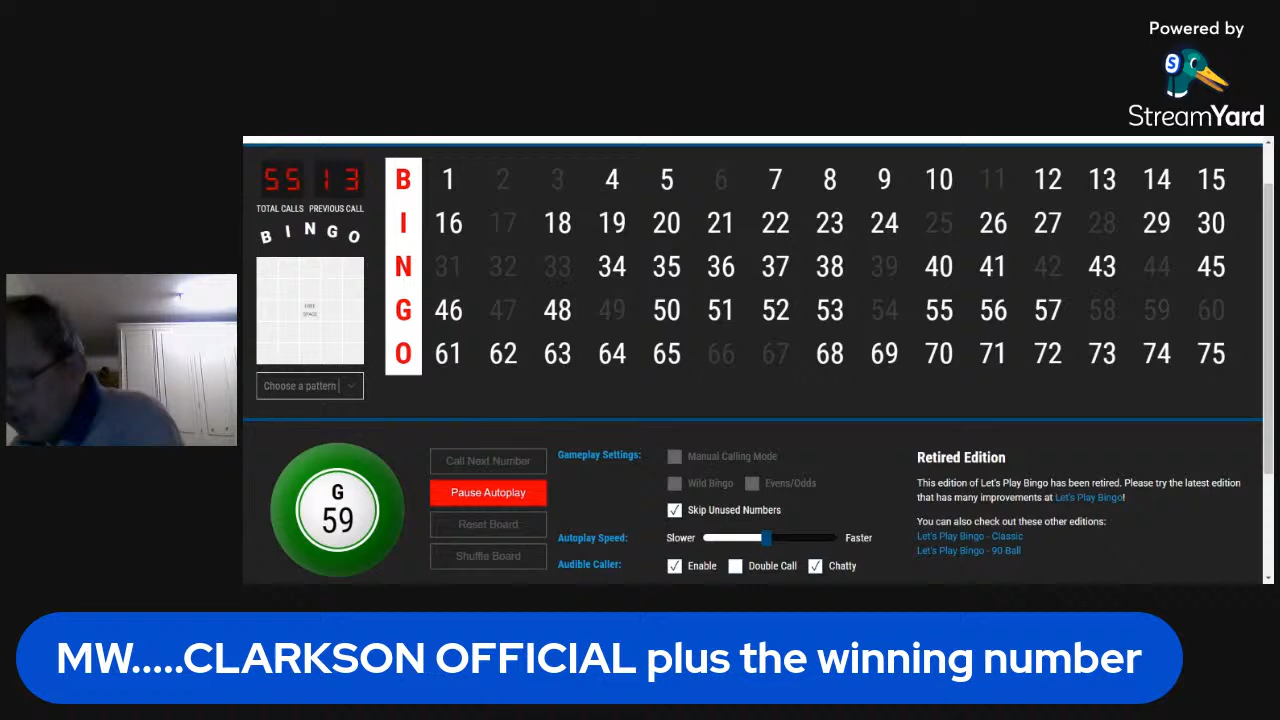 Powered by
StreamYard
55 13
TOTAL CALLS PREVIOUS CALL
B I N G O
FREE
SPACE
Choose a pattern
B 1 2 3 4 5 6 7 8 9 10 11 12 13 14 15
I 16 17 18 19 20 21 22 23 24 25 26 27 28 29 30
N 31 32 33 34 35 36 37 38 39 40 41 42 43 44 45
G 46 47 48 49 50 51 52 53 54 55 56 57 58 59 60
O 61 62 63 64 65 66 67 68 69 70 71 72 73 74 75
G
59
Call Next Number
Pause Autoplay
Reset Board
Shuffle Board
Gameplay Settings:
Manual Calling Mode
Wild Bingo Evens/Odds
Skip Unused Numbers
Autoplay Speed: Slower Faster
Audible Caller: Enable Double Call Chatty
Retired Edition
This edition of Let's Play Bingo has been retired. Please try the latest edition
that has many improvements at Let's Play Bingo!
You can also check out these other editions:
Let's Play Bingo - Classic
Let's Play Bingo - 90 Ball
MW.....CLARKSON OFFICIAL plus the winning number